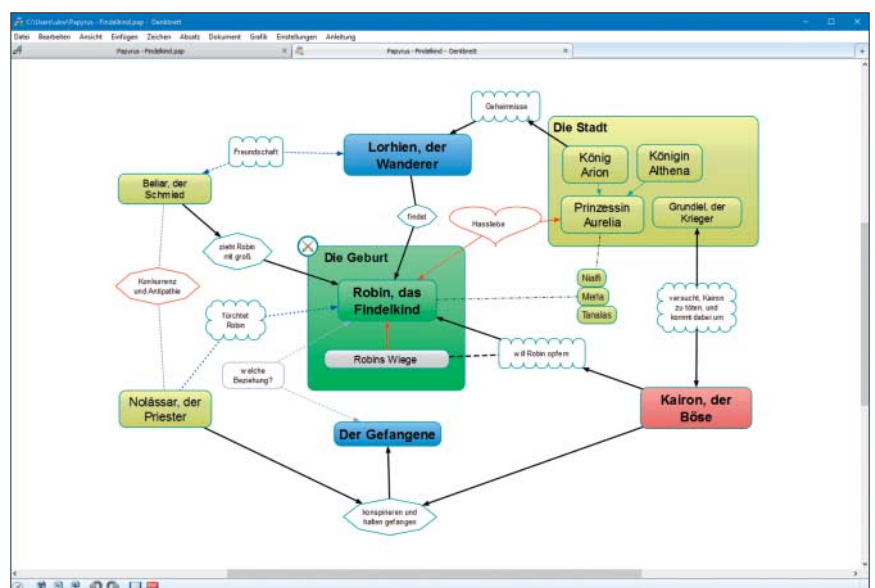 C:\Users\ukw\Papyrus - Findelkind.pap - Denkbrett
Datei Bearbeiten Ansicht Einfügen Zeichen Absatz Dokument Grafik Einstellungen Anleitung
Papyrus - Findelkind.pap
Papyrus - Findelkind - Denkbrett
Geheimnisse
Die Stadt
Lorhien, der
Wanderer
König
Arion
Königin
Althena
Freundschaft
Beliar, der
Schmied
Prinzessin
Aurelia
Grundlel, der
Krieger
findet
Hassliebe
zieht Robin
mit groß
Die Geburt
Konkurrenz
und Antipathie
Robin, das
Findelkind
Merla
Tanalas
versucht, Kairon
zu töten, und
kommt dabei um
fürchtet
Robin
Robins Wiege
will Robin opfern
welche
Beziehung?
Nolássar, der
Priester
Kairon, der
Böse
Der Gefangene
konspirieren und
halten gefangen